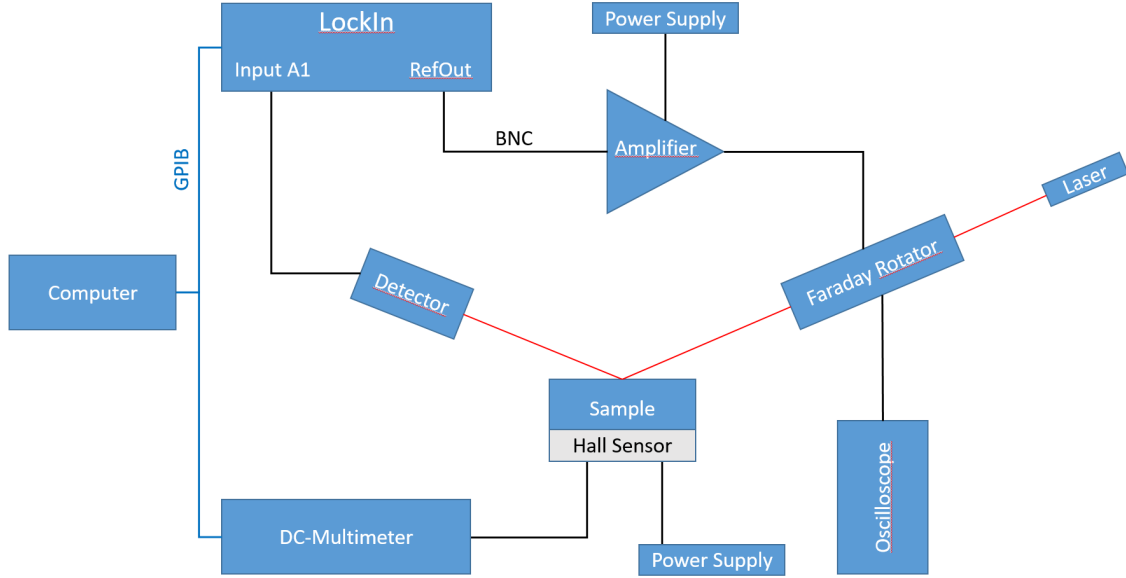 LockIn
Input A1
RefOut
Power Supply
BNC
Amplifier
GPIB
Laser
Faraday Rotator
Detector
Computer
Sample
Hall Sensor
Oscilloscope
DC-Multimeter
Power Supply